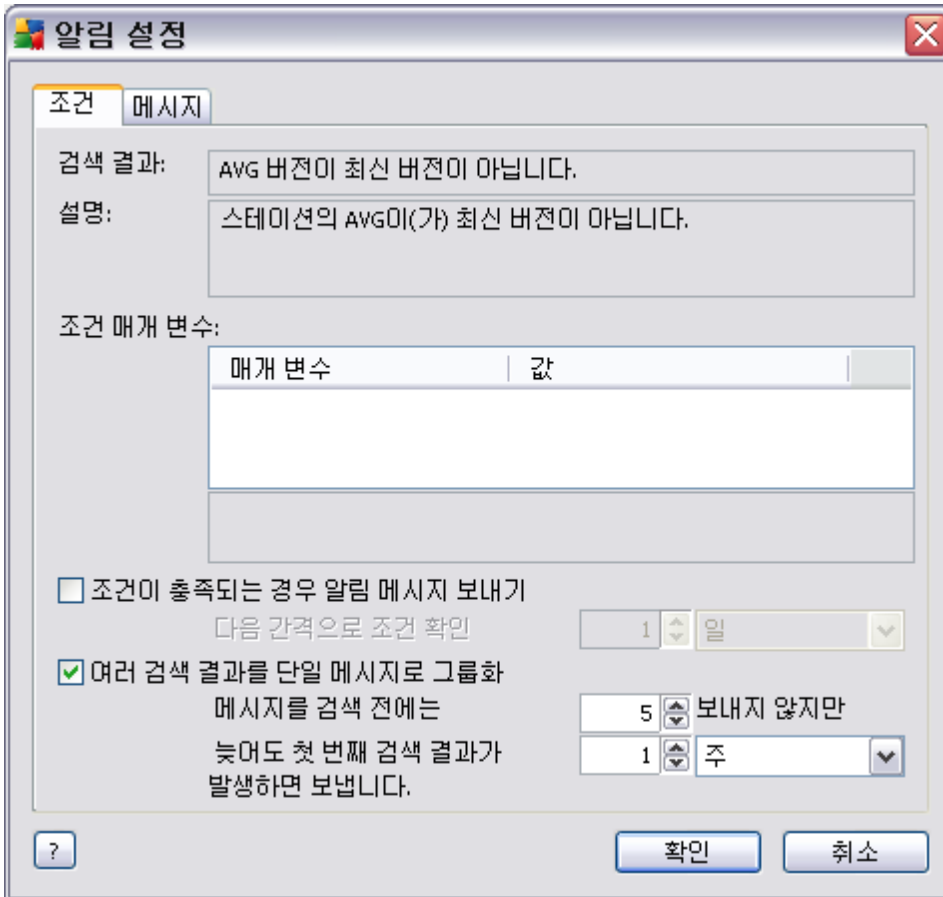 알림 설정
조건 메시지
검색 결과: AVG 버전이 최신 버전이 아닙니다.
설명: 스테이션의 AVG이(가) 최신 버전이 아닙니다.
조건 매개 변수:
매개 변수 값
조건이 충족되는 경우 알림 메시지 보내기
다음 간격으로 조건 확인 1 일
여러 검색 결과를 단일 메시지로 그룹화
메시지를 검색 전에는 5 보내지 않지만
늦어도 첫 번째 검색 결과가 1 주
발생하면 보냅니다.
? 확인 취소